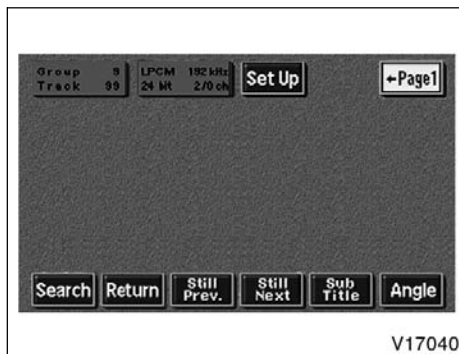 Group 9
Track 99
LPCM 192 kHz
24 bit 2/0 ch
Set Up
←Page1
Search
Return
Still
Prev.
Still
Next
Sub
Title
Angle
V17040